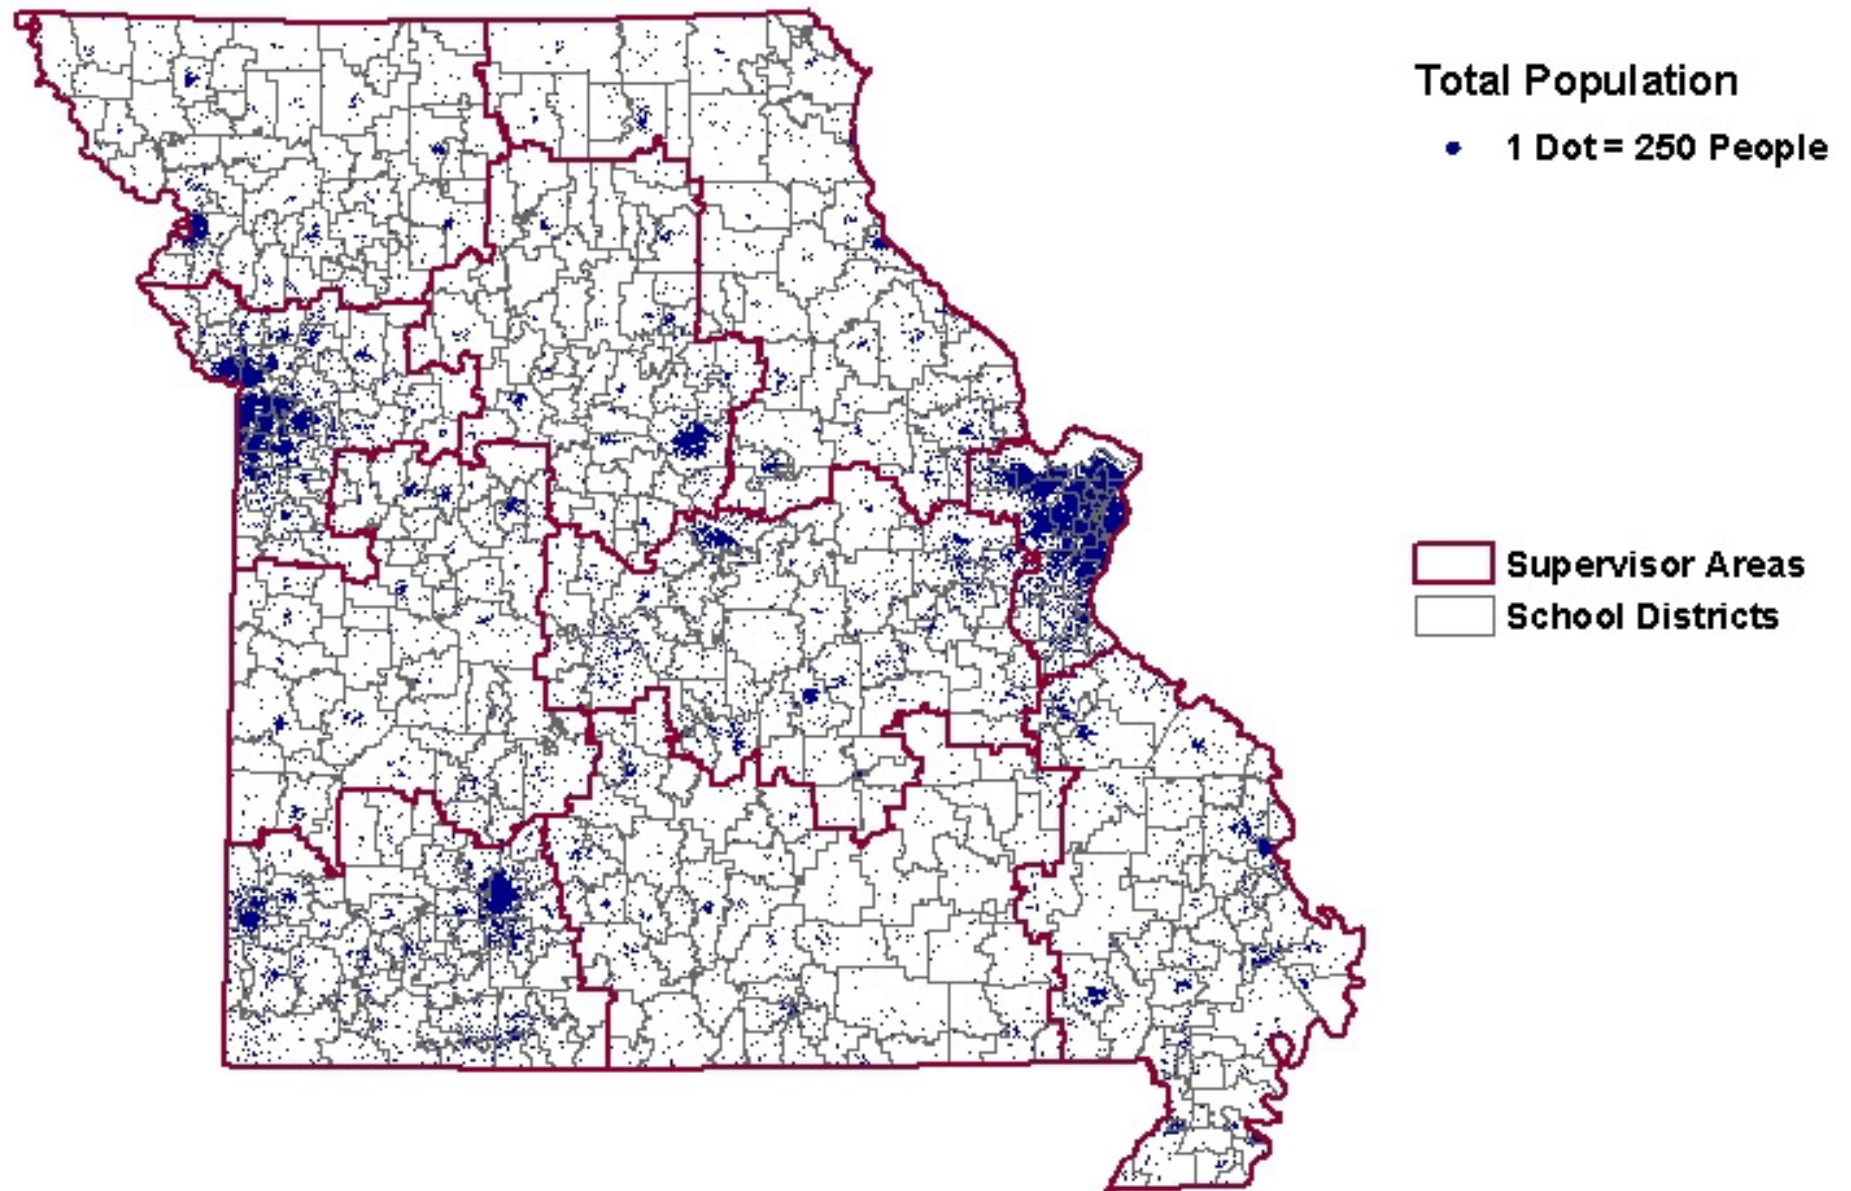 Total Population
1 Dot = 250 People
Supervisor Areas
School Districts